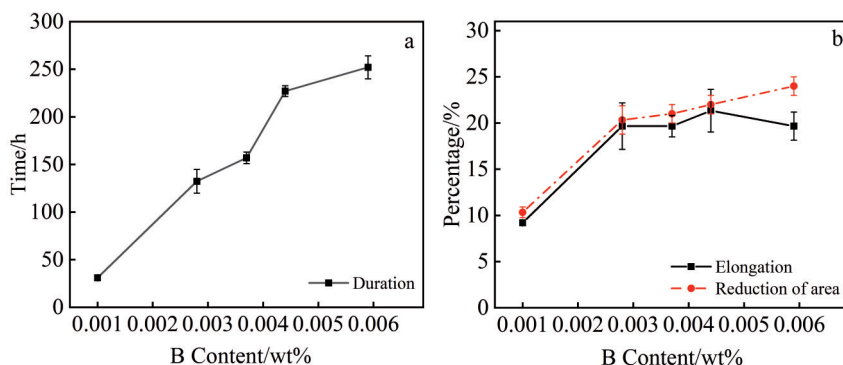 a
300
250
200
150
100
50
0
Time/h
Duration
0.001 0.002 0.003 0.004 0.005 0.006
B Content/wt%
b
30
25
20
15
10
5
0
Percentage/%
Elongation
Reduction of area
0.001 0.002 0.003 0.004 0.005 0.006
B Content/wt%